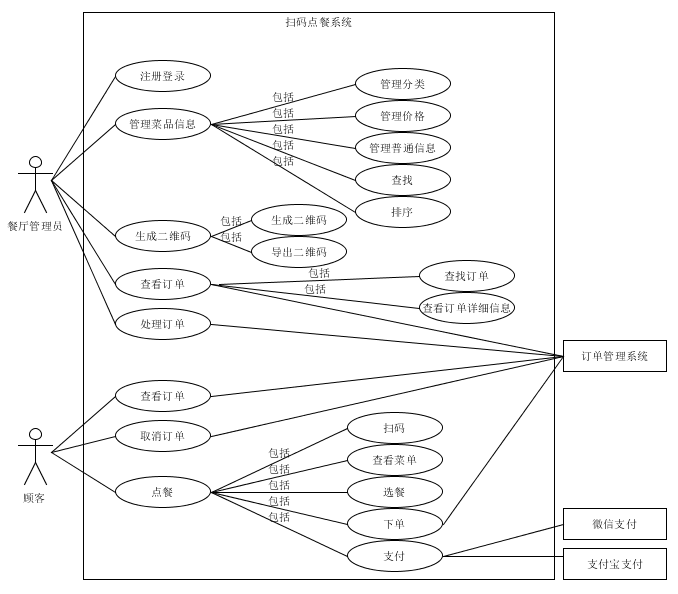 扫码点餐系统
注册登录
管理菜品信息
包括
包括
包括
包括
包括
管理分类
管理价格
管理普通信息
查找
排序
餐厅管理员
生成二维码
包括
包括
生成二维码
导出二维码
查看订单
包括
包括
查找订单
查看订单详细信息
处理订单
订单管理系统
查看订单
取消订单
点餐
包括
包括
包括
包括
包括
扫码
查看菜单
选餐
下单
支付
顾客
微信支付
支付宝支付